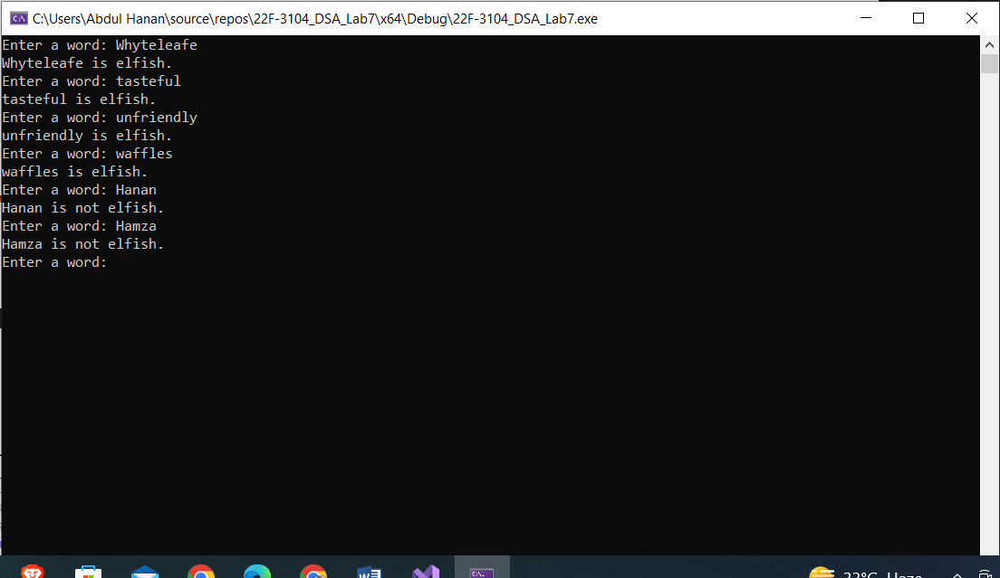 C:\Users\Abdul Hanan\source\repos\22F-3104_DSA_Lab7\x64\Debug\22F-3104_DSA_Lab7.exe
Enter a word: Whyteleafe
Whyteleafe is elfish.
Enter a word: tasteful
tasteful is elfish.
Enter a word: unfriendly
unfriendly is elfish.
Enter a word: waffles
waffles is elfish.
Enter a word: Hanan
Hanan is not elfish.
Enter a word: Hamza
Hamza is not elfish.
Enter a word:
22°C Haze